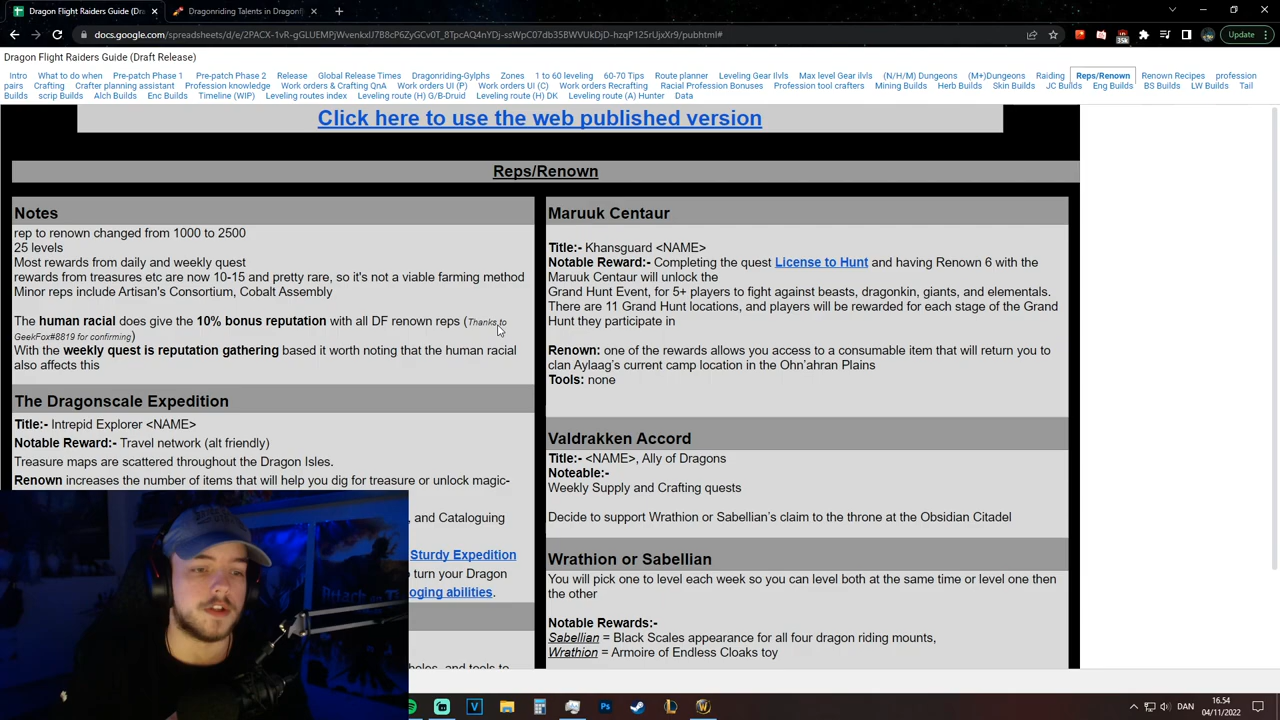 Dragon Flight Raiders Guide (D
Dragonriding Talents in Dragonfl
docs.google.com/spreadsheets/d/e/2PACX-1vR-gGLUEMPjWvenkxlJ7B8cP6ZyGCv0T_8TpcAQ4nYDj-ssWpC07db35BWVUkDjD-hzqP125rUjxXr9/pubhtml#
35k
Update
Dragon Flight Raiders Guide (Draft Release)
Intro What to do when Pre-patch Phase 1 Pre-patch Phase 2 Release Global Release Times Dragonriding-Glyphs Zones 1 to 60 leveling 60-70 Tips Route planner Leveling Gear Ilvls Max level Gear ilvls (N/H/M) Dungeons (M+)Dungeons Raiding Reps/Renown Renown Recipes profession
pairs Crafting Crafter planning assistant Profession knowledge Work orders & Crafting QnA Work orders UI (P) Work orders UI (C) Work orders Recrafting Racial Profession Bonuses Profession tool crafters Mining Builds Herb Builds Skin Builds JC Builds Eng Builds BS Builds LW Builds Tail
Builds scrip Builds Alch Builds Enc Builds Timeline (WIP) Leveling routes index Leveling route (H) G/B-Druid Leveling route (H) DK Leveling route (A) Hunter Data
Click here to use the web published version
Reps/Renown
Notes
rep to renown changed from 1000 to 2500
25 levels
Most rewards from daily and weekly quest
rewards from treasures etc are now 10-15 and pretty rare, so it's not a viable farming method
Minor reps include Artisan's Consortium, Cobalt Assembly
The human racial does give the 10% bonus reputation with all DF renown reps (Thanks to
GeekFox#8819 for confirming)
With the weekly quest is reputation gathering based it worth noting that the human racial
also affects this
The Dragonscale Expedition
Title:- Intrepid Explorer <NAME>
Notable Reward:- Travel network (alt friendly)
Treasure maps are scattered throughout the Dragon Isles.
Renown increases the number of items that will help you dig for treasure or unlock magic-
, and Cataloguing
Sturdy Expedition
turn your Dragon
oging abilities.
holes, and tools to
Maruuk Centaur
Title:- Khansguard <NAME>
Notable Reward:- Completing the quest License to Hunt and having Renown 6 with the
Maruuk Centaur will unlock the
Grand Hunt Event, for 5+ players to fight against beasts, dragonkin, giants, and elementals.
There are 11 Grand Hunt locations, and players will be rewarded for each stage of the Grand
Hunt they participate in
Renown: one of the rewards allows you access to a consumable item that will return you to
clan Aylaag's current camp location in the Ohn'ahran Plains
Tools: none
Valdrakken Accord
Title:- <NAME>, Ally of Dragons
Noteable:-
Weekly Supply and Crafting quests
Decide to support Wrathion or Sabellian's claim to the throne at the Obsidian Citadel
Wrathion or Sabellian
You will pick one to level each week so you can level both at the same time or level one then
the other
Notable Rewards:-
Sabellian = Black Scales appearance for all four dragon riding mounts,
Wrathion = Armoire of Endless Cloaks toy
DAN
16.54
04/11/2022